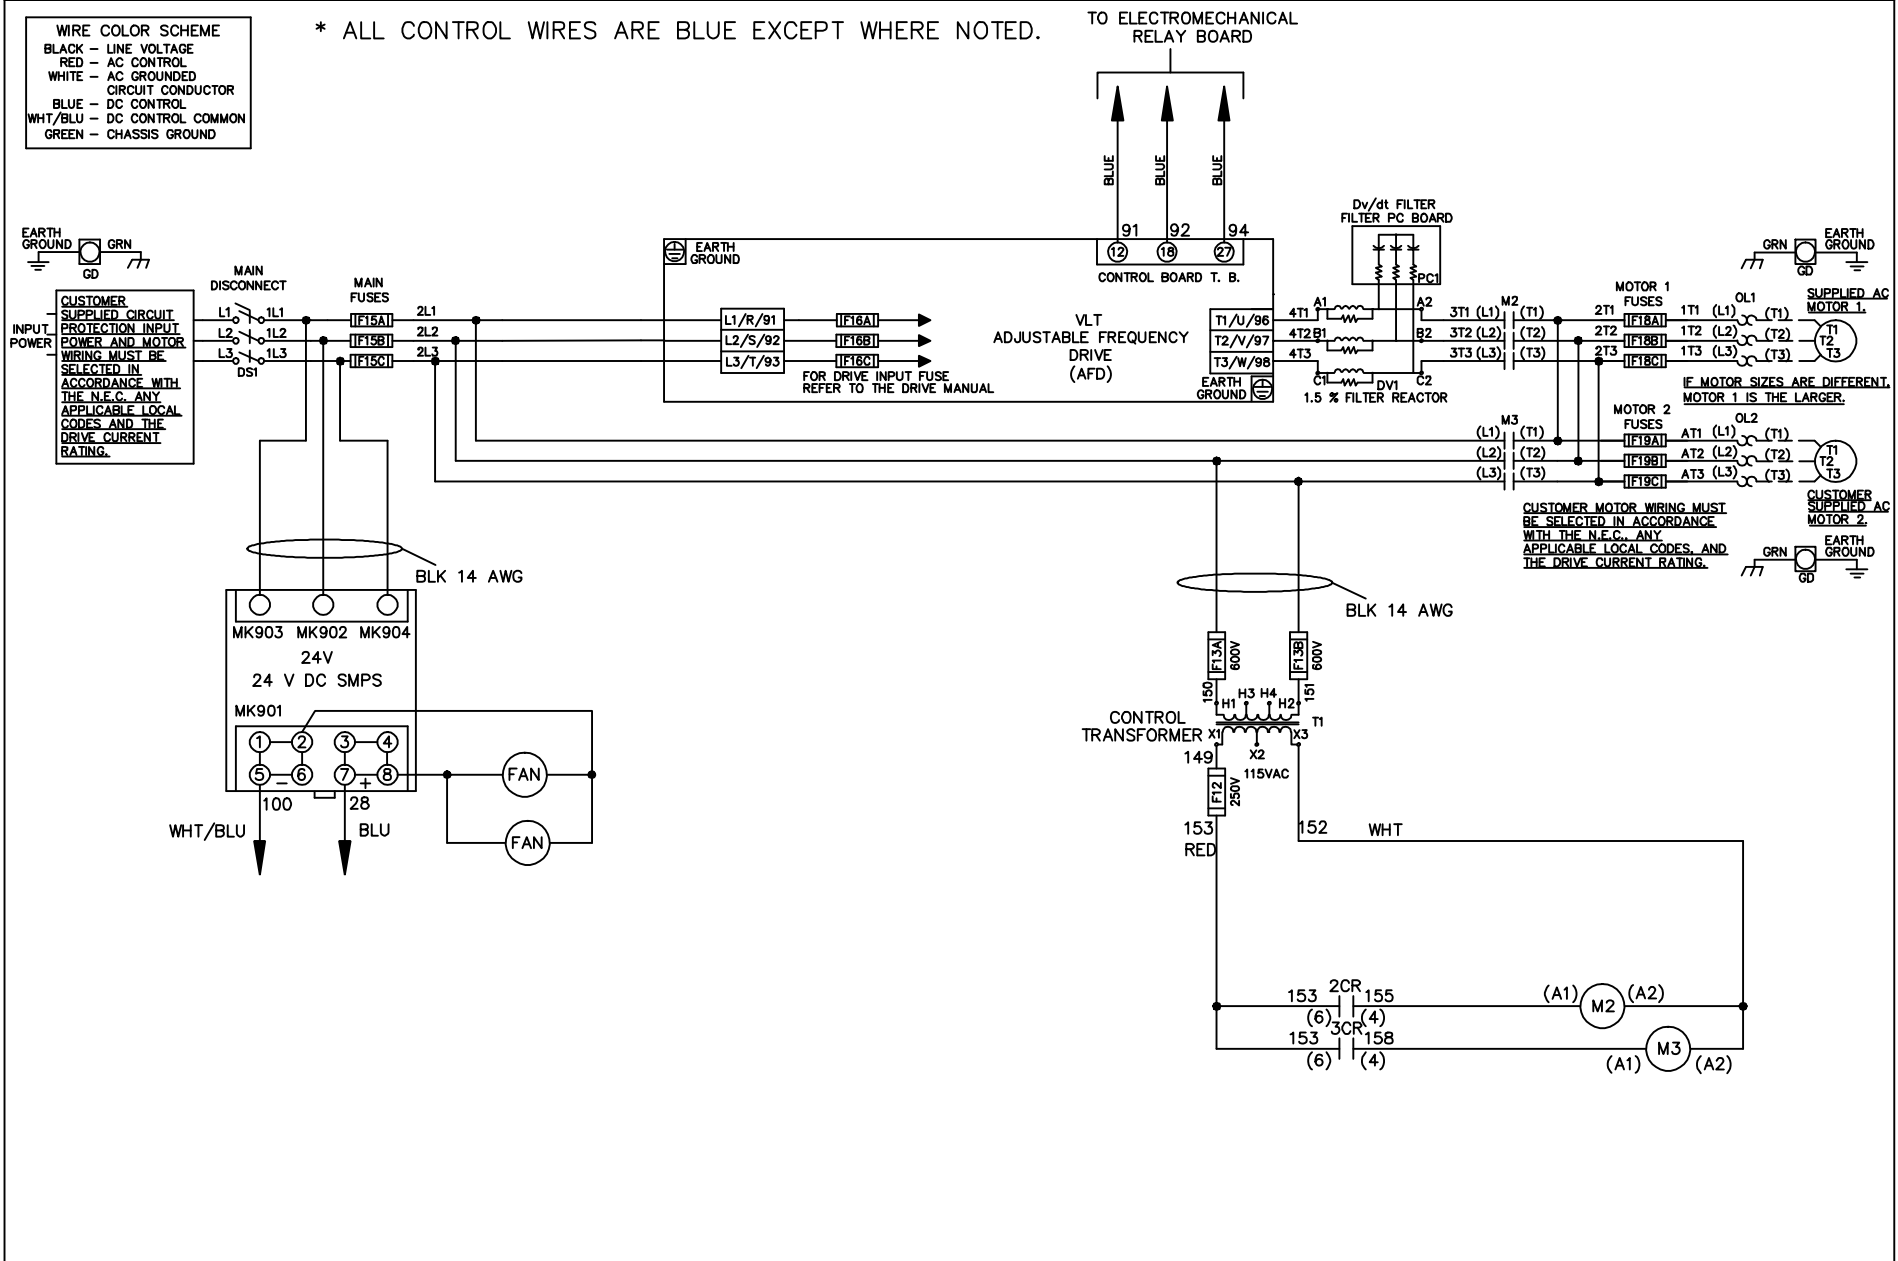 WIRE COLOR SCHEME
BLACK – LINE VOLTAGE
RED – AC CONTROL
WHITE – AC GROUNDED
CIRCUIT CONDUCTOR
BLUE – DC CONTROL
WHT/BLU – DC CONTROL COMMON
GREEN – CHASSIS GROUND
* ALL CONTROL WIRES ARE BLUE EXCEPT WHERE NOTED.
TO ELECTROMECHANICAL
RELAY BOARD
BLUE
BLUE
BLUE
91
92
94
12
18
27
CONTROL BOARD T. B.
EARTH
GROUND
GRN
GD
CUSTOMER
SUPPLIED CIRCUIT
PROTECTION INPUT
POWER AND MOTOR
WIRING MUST BE
SELECTED IN
ACCORDANCE WITH
THE N.E.C. ANY
APPLICABLE LOCAL
CODES AND THE
DRIVE CURRENT
RATING.
INPUT
POWER
MAIN
DISCONNECT
L1 1L1
L2 1L2
L3 1L3
DS1
MAIN
FUSES
F15A
F15B
F15C
2L1
2L2
2L3
EARTH
GROUND
L1/R/91
L2/S/92
L3/T/93
F16A
F16B
F16C
FOR DRIVE INPUT FUSE
REFER TO THE DRIVE MANUAL
VLT
ADJUSTABLE FREQUENCY
DRIVE
(AFD)
T1/U/96
T2/V/97
T3/W/98
EARTH
GROUND
4T1
4T2
4T3
Dv/dt FILTER
FILTER PC BOARD
PC1
A1 A2
B1 B2
C1 C2
DV1
1.5 % FILTER REACTOR
M2
3T1 (L1) (T1)
3T2 (L2) (T2)
3T3 (L3) (T3)
MOTOR 1
FUSES
2T1 F18A 1T1 (L1)
2T2 F18B 1T2 (L2)
2T3 F18C 1T3 (L3)
OL1
(T1)
(T2)
(T3)
T1
T2
T3
GRN
GD
EARTH
GROUND
SUPPLIED AC
MOTOR 1.
IF MOTOR SIZES ARE DIFFERENT,
MOTOR 1 IS THE LARGER.
M3
(L1) (T1)
(L2) (T2)
(L3) (T3)
MOTOR 2
FUSES
F19A AT1 (L1)
F19B AT2 (L2)
F19C AT3 (L3)
OL2
(T1)
(T2)
(T3)
T1
T2
T3
CUSTOMER
SUPPLIED AC
MOTOR 2.
CUSTOMER MOTOR WIRING MUST
BE SELECTED IN ACCORDANCE
WITH THE N.E.C., ANY
APPLICABLE LOCAL CODES, AND
THE DRIVE CURRENT RATING.
GRN
GD
EARTH
GROUND
BLK 14 AWG
MK903 MK902 MK904
24V
24 V DC SMPS
MK901
1 2 3 4
5 – 6 7 + 8
100
28
WHT/BLU
BLU
FAN
FAN
BLK 14 AWG
F13A
600V
F13B
600V
150
151
H1 H3 H4 H2
CONTROL
TRANSFORMER
T1
X1 X2 X3
149
115VAC
F12
250V
153
RED
152
WHT
2CR
153 155
(6) (4)
(A1) M2 (A2)
3CR
153 158
(6) (4)
(A1) M3 (A2)